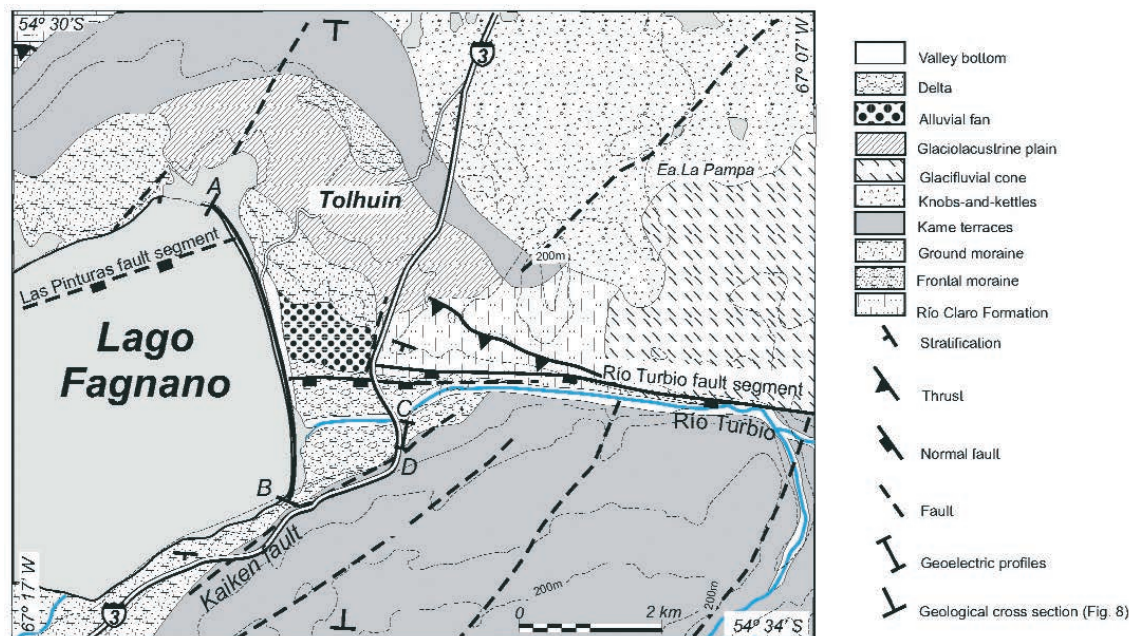 54° 30'S
3
67° 07' W
Ea.La Pampa
A
Tolhuin
Las Pinturas fault segment
200m
Lago
Fagnano
Río Turbio fault segment
C
Río Turbio
D
B
Kaiken fault
67° 17' W
3
200m
200m
0 2 km
54° 34'S
Valley bottom
Delta
Alluvial fan
Glaciolacustrine plain
Glacifluvial cone
Knobs-and-kettles
Kame terraces
Ground moraine
Frontal moraine
Río Claro Formation
Stratification
Thrust
Normal fault
Fault
Geoelectric profiles
Geological cross section (Fig. 8)